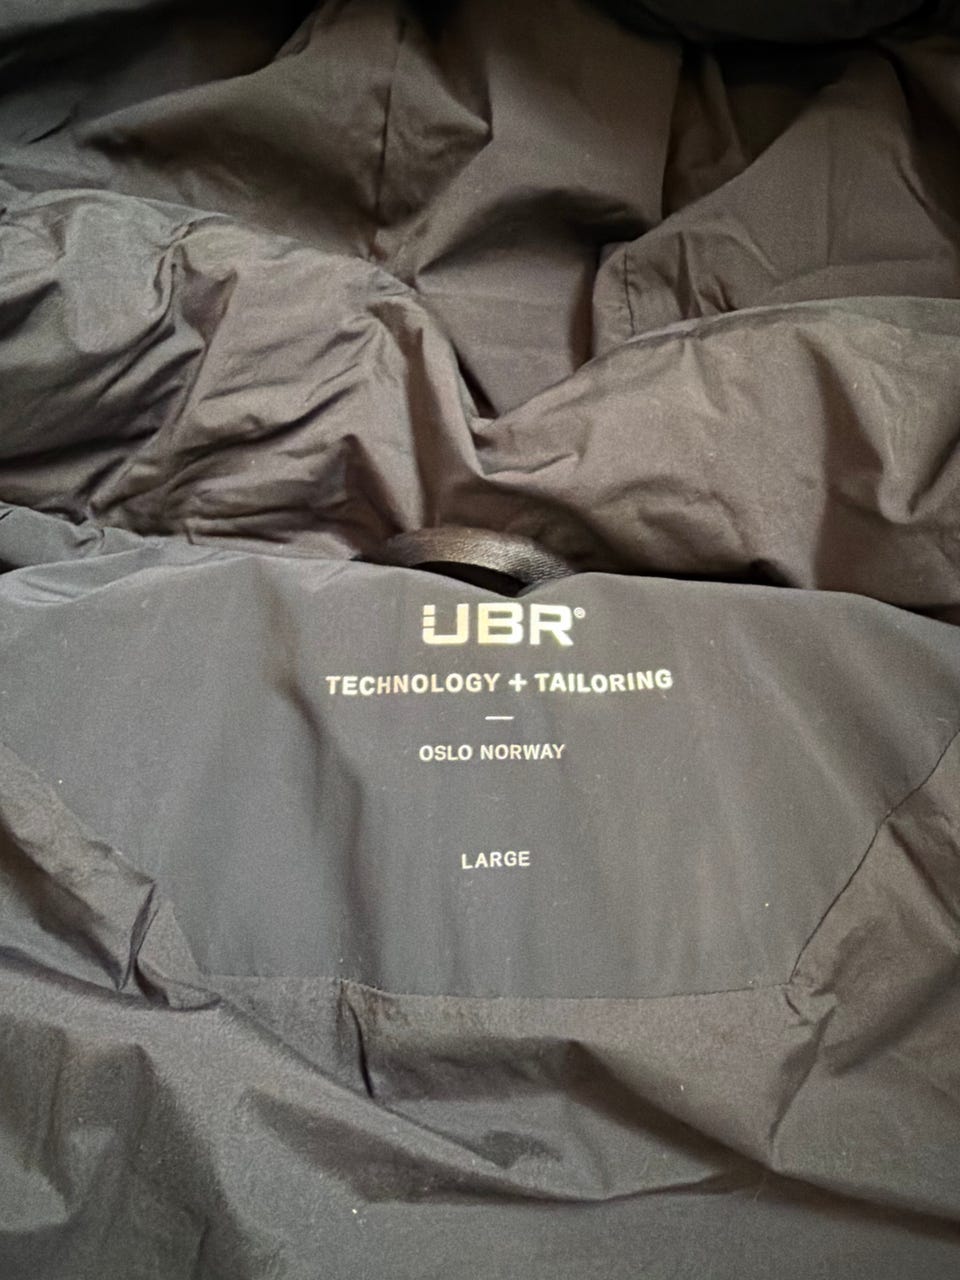 UBR®
TECHNOLOGY + TAILORING
—
OSLO NORWAY
LARGE